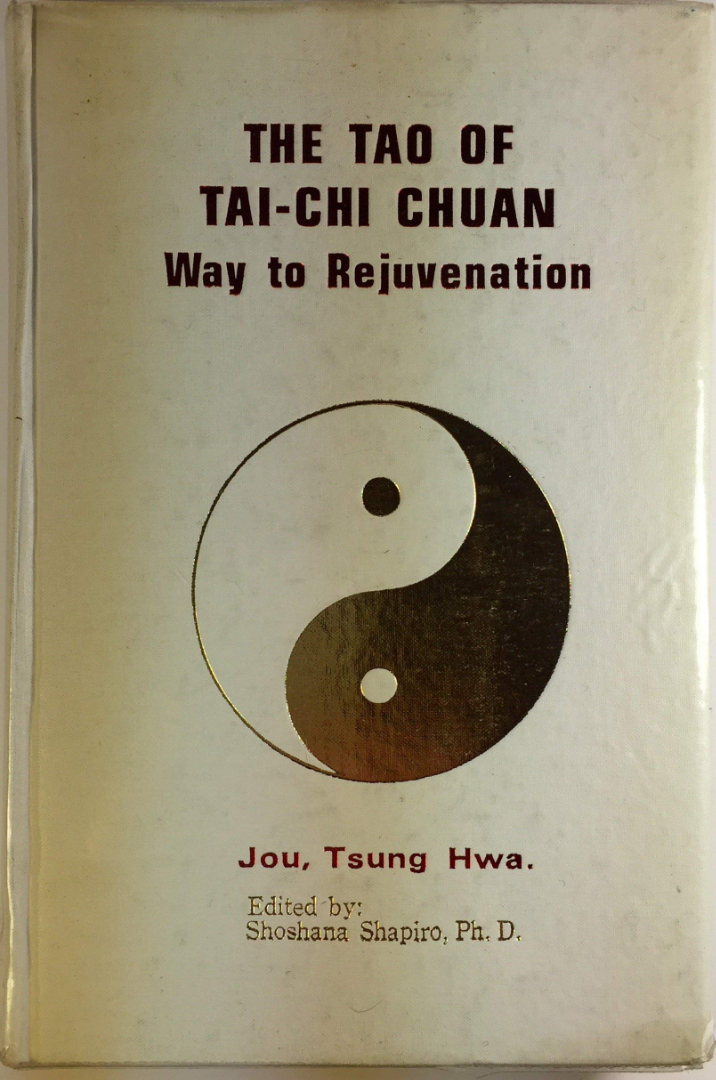 THE TAO OF
TAI-CHI CHUAN
Way to Rejuvenation
Jou, Tsung Hwa.
Edited by:
Shoshana Shapiro, Ph. D.